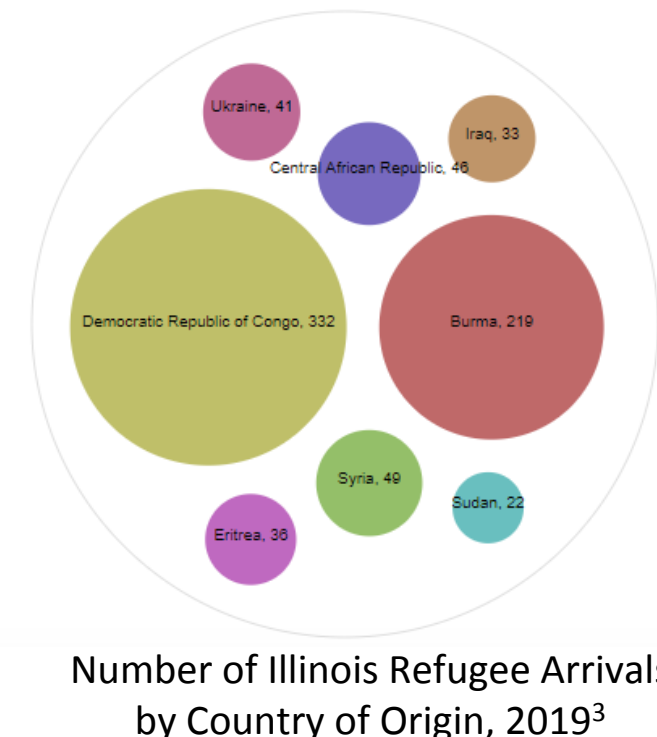 Ukraine, 41
Iraq, 33
Central African Republic, 46
Democratic Republic of Congo, 332
Burma, 219
Syria, 49
Sudan, 22
Eritrea, 36
Number of Illinois Refugee Arrivals
by Country of Origin, 2019³